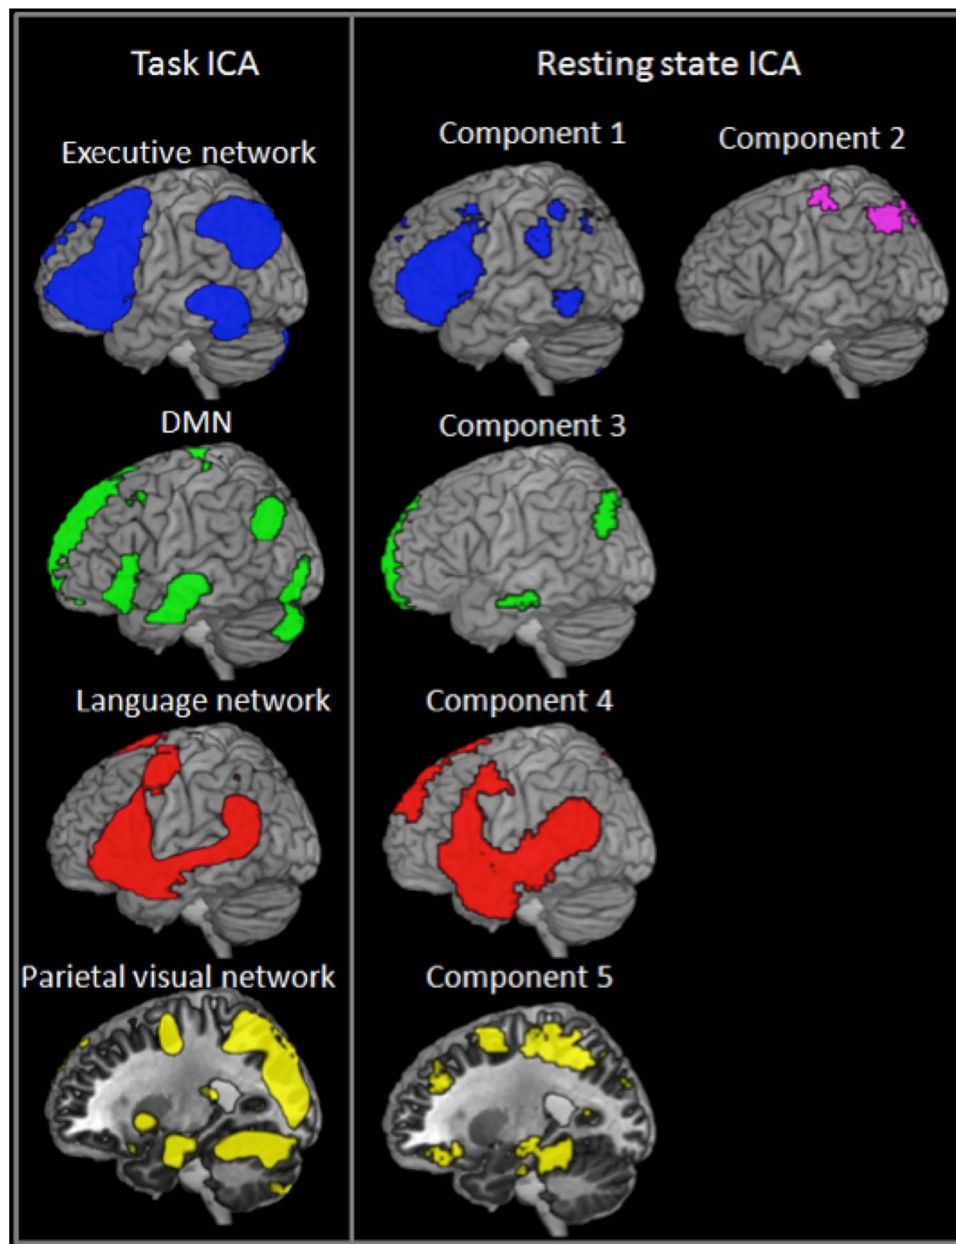 Task ICA
Resting state ICA
Executive network
Component 1
Component 2
DMN
Component 3
Language network
Component 4
Parietal visual network
Component 5